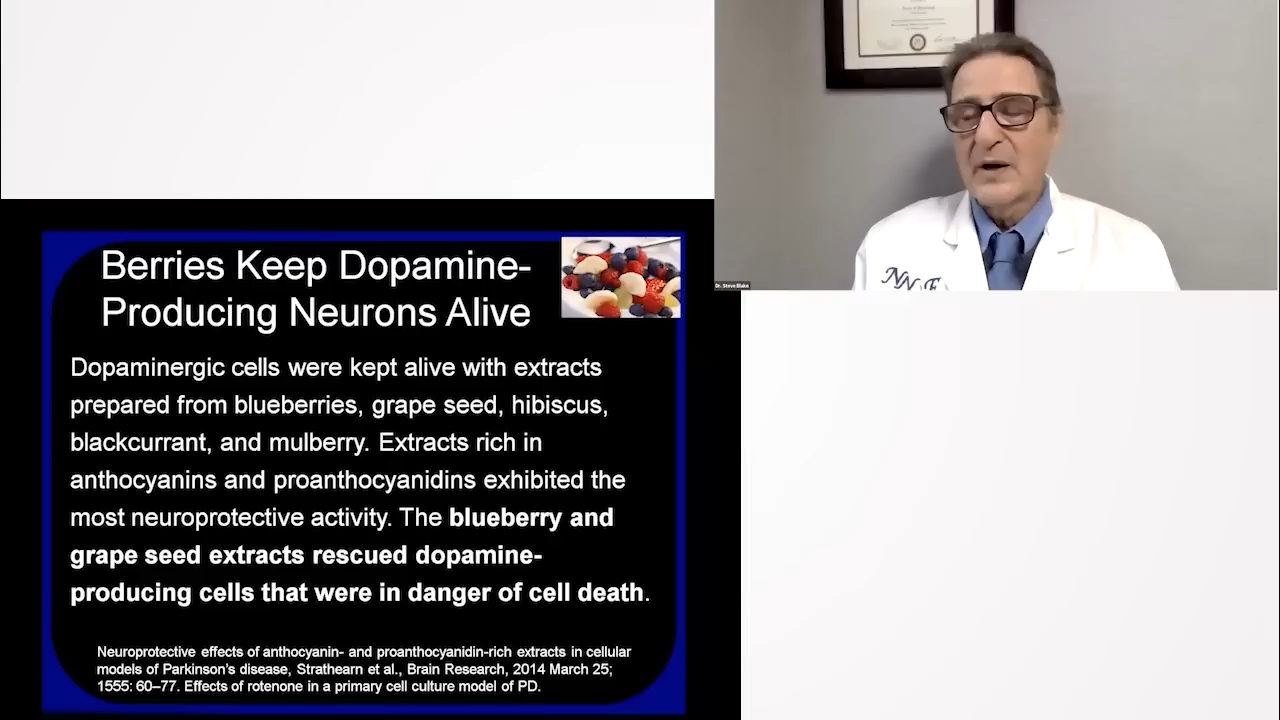 Berries Keep Dopamine-
Producing Neurons Alive
Dopaminergic cells were kept alive with extracts
prepared from blueberries, grape seed, hibiscus,
blackcurrant, and mulberry. Extracts rich in
anthocyanins and proanthocyanidins exhibited the
most neuroprotective activity. The blueberry and
grape seed extracts rescued dopamine-
producing cells that were in danger of cell death.
Neuroprotective effects of anthocyanin- and proanthocyanidin-rich extracts in cellular
models of Parkinson's disease, Strathearn et al., Brain Research, 2014 March 25;
1555: 60–77. Effects of rotenone in a primary cell culture model of PD.
Dr. Steve Blake
NNF